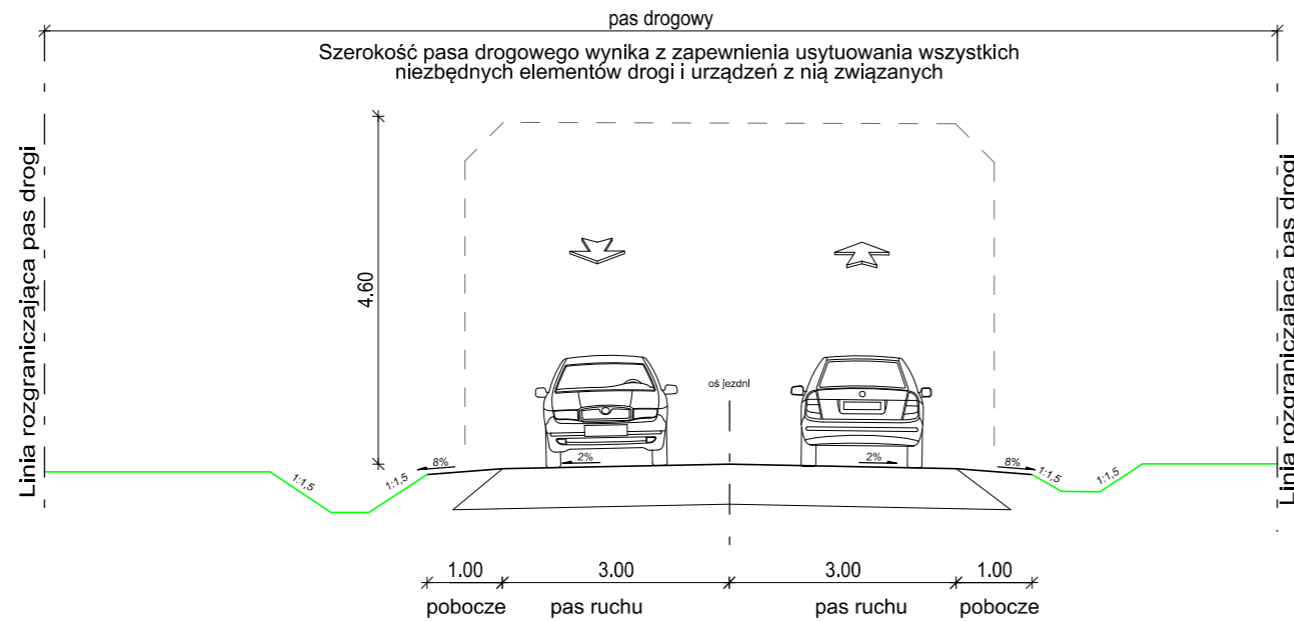 pas drogowy
Szerokość pasa drogowego wynika z zapewnienia usytuowania wszystkich
niezbędnych elementów drogi i urządzeń z nią związanych
Linia rozgraniczająca pas drogi
4.60
oś jezdni
8%
2%
2%
8%
1:1,5
1:1,5
1:1,5
1:1,5
Linia rozgraniczająca pas drogi
1.00
3.00
3.00
1.00
pobocze
pas ruchu
pas ruchu
pobocze